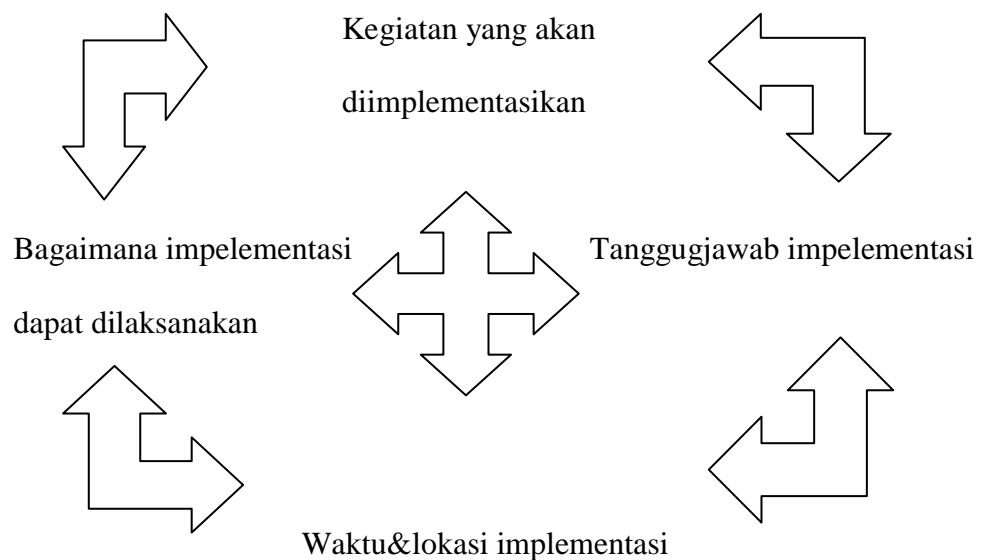 Kegiatan yang akan
diimplementasikan
Bagaimana impelementasi
dapat dilaksanakan
Tanggugjawab impelementasi
Waktu&lokasi implementasi